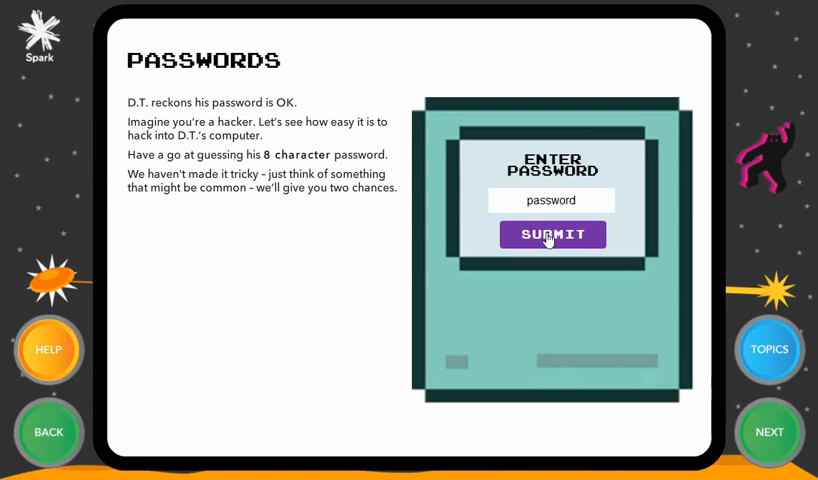 Spark
PASSWORDS
D.T. reckons his password is OK.
Imagine you're a hacker. Let's see how easy it is to
hack into D.T.'s computer.
Have a go at guessing his 8 character password.
We haven't made it tricky – just think of something
that might be common – we'll give you two chances.
ENTER
PASSWORD
password
SUBMIT
HELP
TOPICS
BACK
NEXT